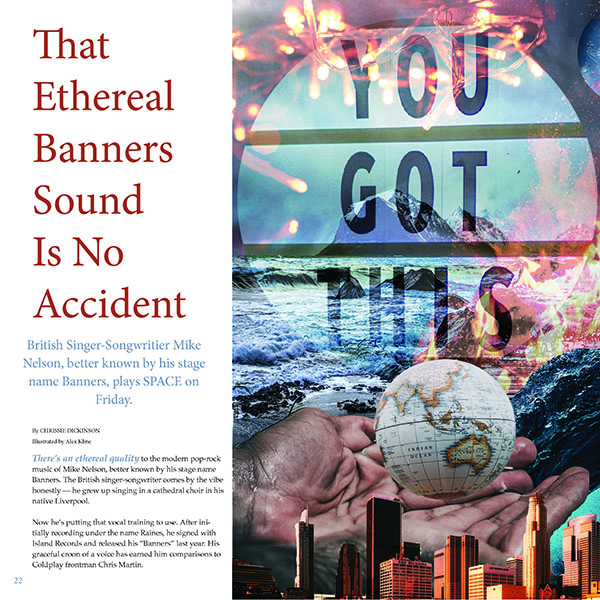 That
Ethereal
Banners
Sound
Is No
Accident
British Singer-Songwritier Mike
Nelson, better known by his stage
name Banners, plays SPACE on
Friday.
By CHRISSIE DICKINSON
Illustrated by Alex Kline
There's an ethereal quality to the modern pop-rock
music of Mike Nelson, better known by his stage name
Banners. The British singer-songwriter comes by the vibe
honestly — he grew up singing in a cathedral choir in his
native Liverpool.
Now he's putting that vocal training to use. After ini-
tially recording under the name Raines, he signed with
Island Records and released his "Banners" last year. His
graceful croon of a voice has earned him comparisons to
Coldplay frontman Chris Martin.
22
YOU
GOT
THIS
INDIAN
OCEAN